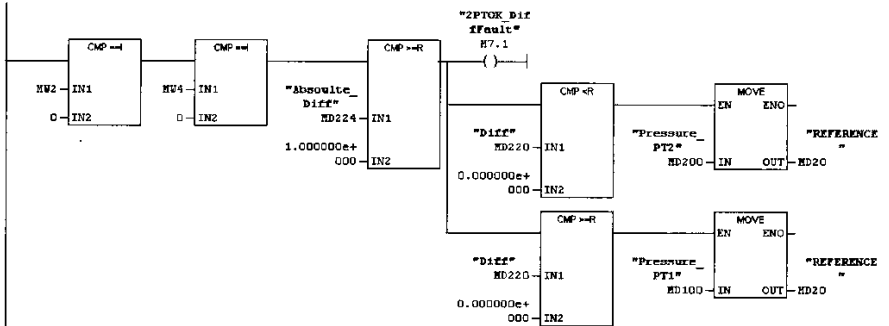 "2PTOK_Dif
fFault"
M7.1
( )
CMP ==I
MW2 IN1
0 IN2
CMP ==I
MW4 IN1
0 IN2
CMP >=R
"Absoulte_
Diff"
MD224 IN1
1.000000e+
000 IN2
CMP <R
"Diff"
MD220 IN1
0.000000e+
000 IN2
MOVE
EN ENO
"Pressure_
PT2"
MD200 IN OUT MD20
"REFERENCE
"
CMP >=R
"Diff"
MD220 IN1
0.000000e+
000 IN2
MOVE
EN ENO
"Pressure_
PT1"
MD100 IN OUT MD20
"REFERENCE
"